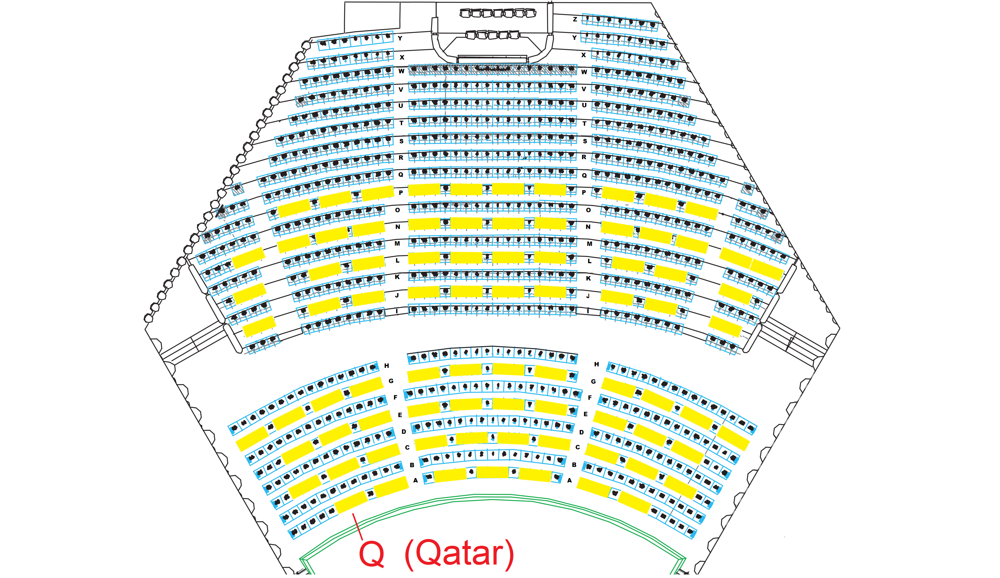 Z
Y Y
X X
W W
V V
U U
T T
S S
R R
Q Q
P P
O O
N N
M M
L L
K K
J J
I I
H H
G G
F F
E E
D D
C C
B B
A A
Q (Qatar)